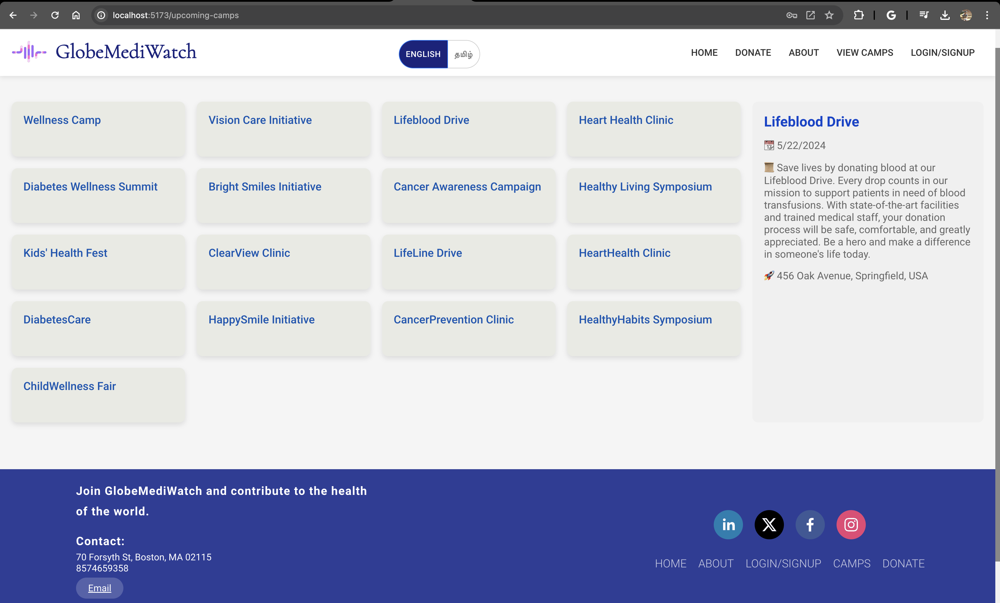 localhost:5173/upcoming-camps
GlobeMediWatch
ENGLISH
தமிழ்
HOME
DONATE
ABOUT
VIEW CAMPS
LOGIN/SIGNUP
Wellness Camp
Vision Care Initiative
Lifeblood Drive
Heart Health Clinic
Diabetes Wellness Summit
Bright Smiles Initiative
Cancer Awareness Campaign
Healthy Living Symposium
Kids' Health Fest
ClearView Clinic
LifeLine Drive
HeartHealth Clinic
DiabetesCare
HappySmile Initiative
CancerPrevention Clinic
HealthyHabits Symposium
ChildWellness Fair
Lifeblood Drive
📆 5/22/2024
📜 Save lives by donating blood at our
Lifeblood Drive. Every drop counts in our
mission to support patients in need of blood
transfusions. With state-of-the-art facilities
and trained medical staff, your donation
process will be safe, comfortable, and greatly
appreciated. Be a hero and make a difference
in someone's life today.
🚀 456 Oak Avenue, Springfield, USA
Join GlobeMediWatch and contribute to the health
of the world.
Contact:
70 Forsyth St, Boston, MA 02115
8574659358
Email
HOME
ABOUT
LOGIN/SIGNUP
CAMPS
DONATE